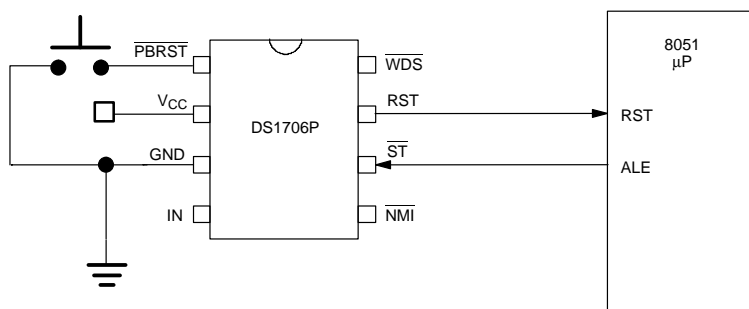 8051
μP
PBRST
WDS
VCC
RST
RST
DS1706P
GND
ST
ALE
IN
NMI